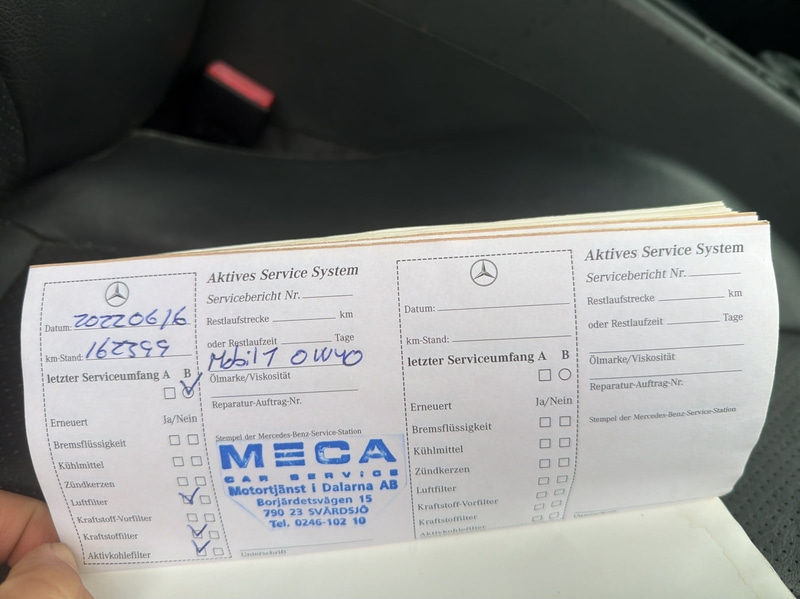 Datum: 20220616
km-Stand: 162399
letzter Serviceumfang A B
Erneuert Ja/Nein
Bremsflüssigkeit
Kühlmittel
Zündkerzen
Luftfilter
Kraftstoff-Vorfilter
Kraftstoffilter
Aktivkohlefilter
Aktives Service System
Servicebericht Nr.
Restlaufstrecke km
oder Restlaufzeit Tage
Mobil 1 0W40
Ölmarke/Viskosität
Reparatur-Auftrag-Nr.
Stempel der Mercedes-Benz-Service-Station
MECA
CAR SERVICE
Motortjänst i Dalarna AB
Borjärdetsvägen 15
790 23 SVÄRDSJÖ
Tel. 0246-102 10
Unterschrift
Datum:
km-Stand:
letzter Serviceumfang A B
Erneuert Ja/Nein
Bremsflüssigkeit
Kühlmittel
Zündkerzen
Luftfilter
Kraftstoff-Vorfilter
Kraftstoffilter
Aktivkohlefilter
Aktives Service System
Servicebericht Nr.
Restlaufstrecke km
oder Restlaufzeit Tage
Ölmarke/Viskosität
Reparatur-Auftrag-Nr.
Stempel der Mercedes-Benz-Service-Station